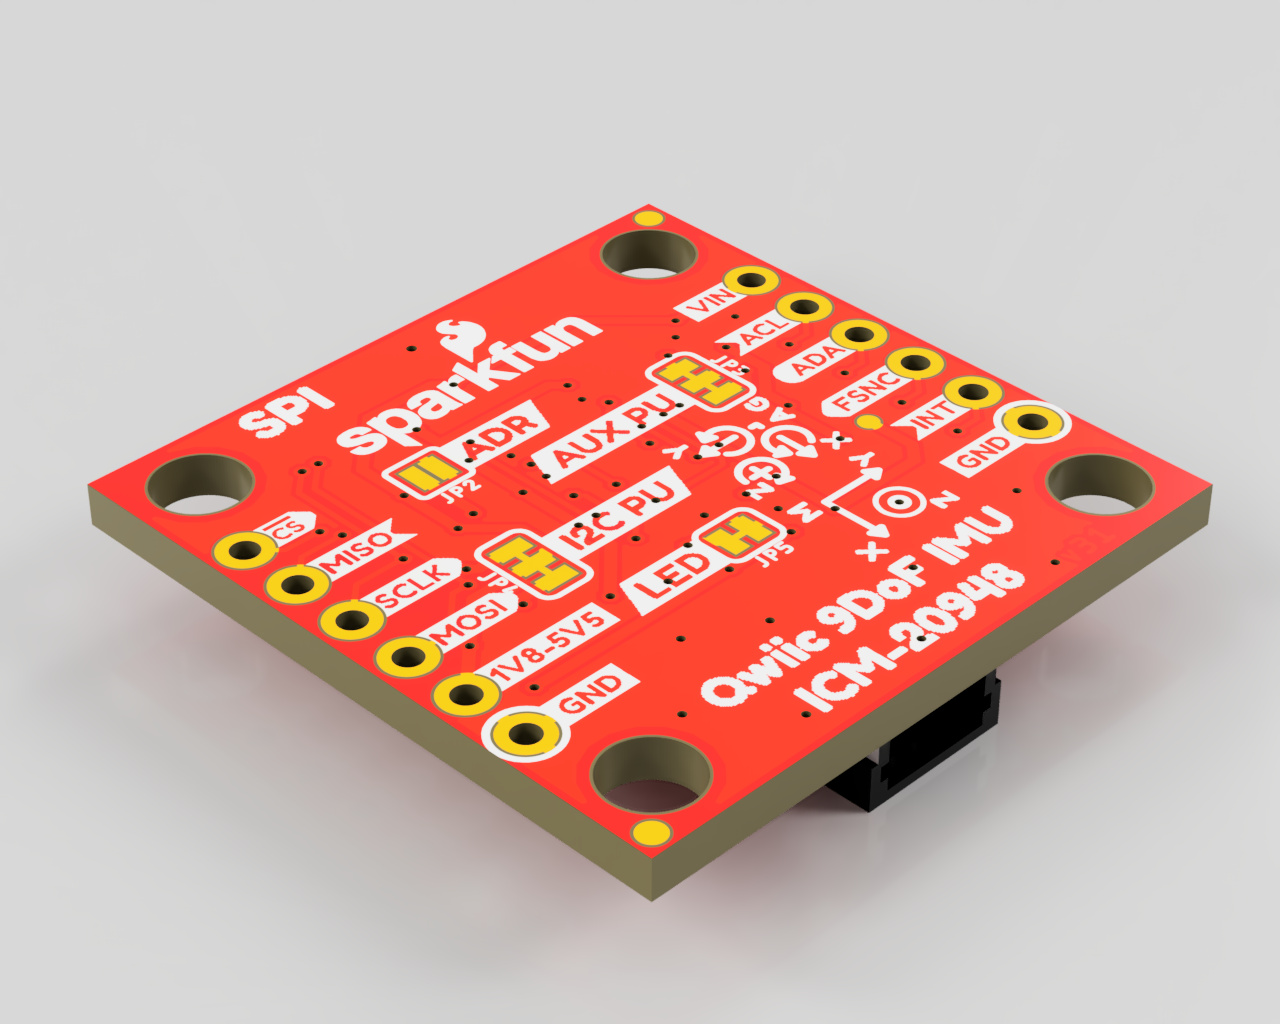 SPI
sparkfun
VIN
ACL
ADA
FSNC
INT
GND
ADR
JP2
AUX PU
I2C PU
LED
JP5
G
A
Y
X
Z
M
Y
Z
X
CS
MISO
SCLK
MOSI
1V8-5V5
GND
Qwiic 9DoF IMU
ICM-20948